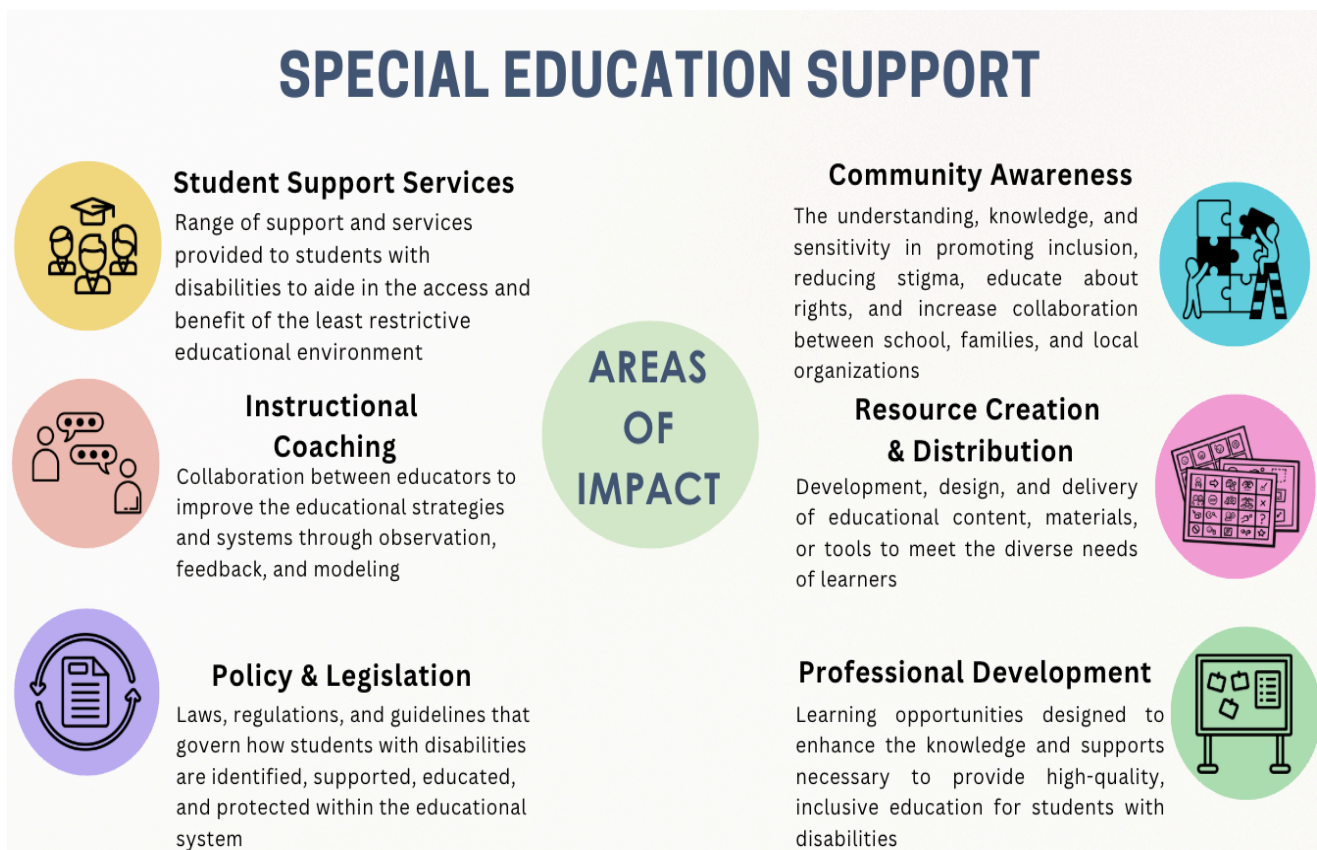 SPECIAL EDUCATION SUPPORT
Student Support Services
Range of support and services
provided to students with
disabilities to aide in the access and
benefit of the least restrictive
educational environment
Instructional
Coaching
Collaboration between educators to
improve the educational strategies
and systems through observation,
feedback, and modeling
Policy & Legislation
Laws, regulations, and guidelines that
govern how students with disabilities
are identified, supported, educated,
and protected within the educational
system
AREAS
OF
IMPACT
Community Awareness
The understanding, knowledge, and
sensitivity in promoting inclusion,
reducing stigma, educate about
rights, and increase collaboration
between school, families, and local
organizations
Resource Creation
& Distribution
Development, design, and delivery
of educational content, materials,
or tools to meet the diverse needs
of learners
Professional Development
Learning opportunities designed to
enhance the knowledge and supports
necessary to provide high-quality,
inclusive education for students with
disabilities